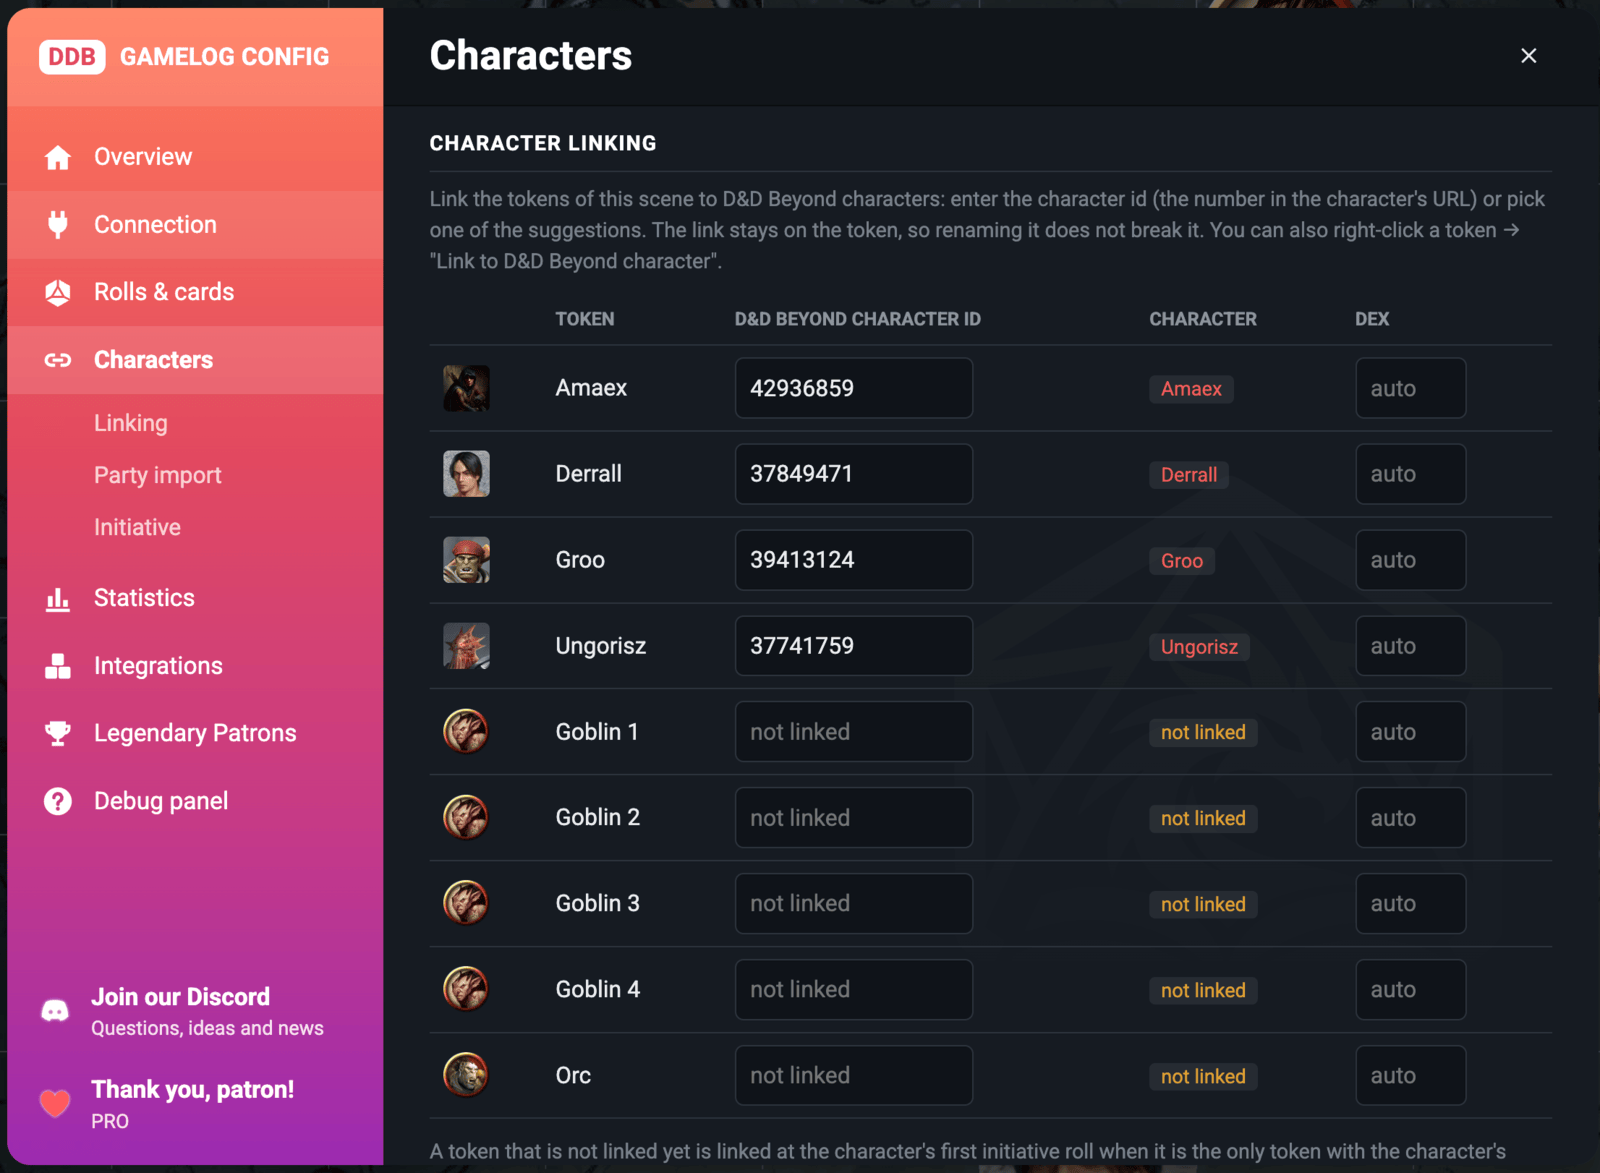 DDB GAMELOG CONFIG
Overview
Connection
Rolls & cards
Characters
Linking
Party import
Initiative
Statistics
Integrations
Legendary Patrons
Debug panel
Join our Discord
Questions, ideas and news
Thank you, patron!
PRO
Characters
CHARACTER LINKING
Link the tokens of this scene to D&D Beyond characters: enter the character id (the number in the character's URL) or pick
one of the suggestions. The link stays on the token, so renaming it does not break it. You can also right-click a token →
"Link to D&D Beyond character".
TOKEN D&D BEYOND CHARACTER ID CHARACTER DEX
Amaex 42936859 Amaex auto
Derrall 37849471 Derrall auto
Groo 39413124 Groo auto
Ungorisz 37741759 Ungorisz auto
Goblin 1 not linked not linked auto
Goblin 2 not linked not linked auto
Goblin 3 not linked not linked auto
Goblin 4 not linked not linked auto
Orc not linked not linked auto
A token that is not linked yet is linked at the character's first initiative roll when it is the only token with the character's